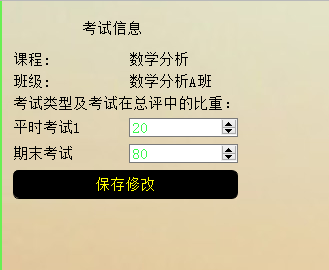 考试信息
课程: 数学分析
班级: 数学分析A班
考试类型及考试在总评中的比重:
平时考试1 20
期末考试 80
保存修改